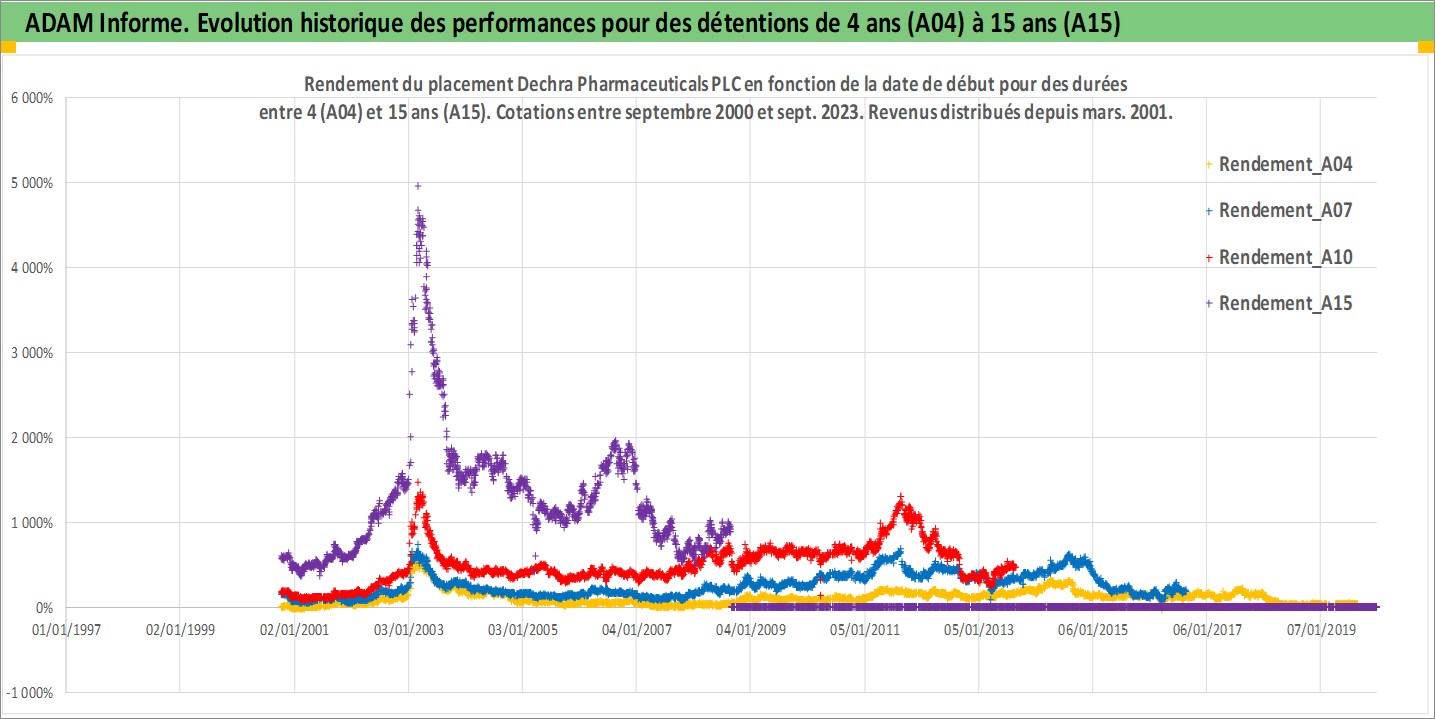 ADAM Informe. Evolution historique des performances pour des détentions de 4 ans (A04) à 15 ans (A15)
Rendement du placement Dechra Pharmaceuticals PLC en fonction de la date de début pour des durées
entre 4 (A04) et 15 ans (A15). Cotations entre septembre 2000 et sept. 2023. Revenus distribués depuis mars. 2001.
6 000%
5 000%
4 000%
3 000%
2 000%
1 000%
0%
-1 000%
Rendement_A04
Rendement_A07
Rendement_A10
Rendement_A15
01/01/1997 02/01/1999 02/01/2001 03/01/2003 03/01/2005 04/01/2007 04/01/2009 05/01/2011 05/01/2013 06/01/2015 06/01/2017 07/01/2019